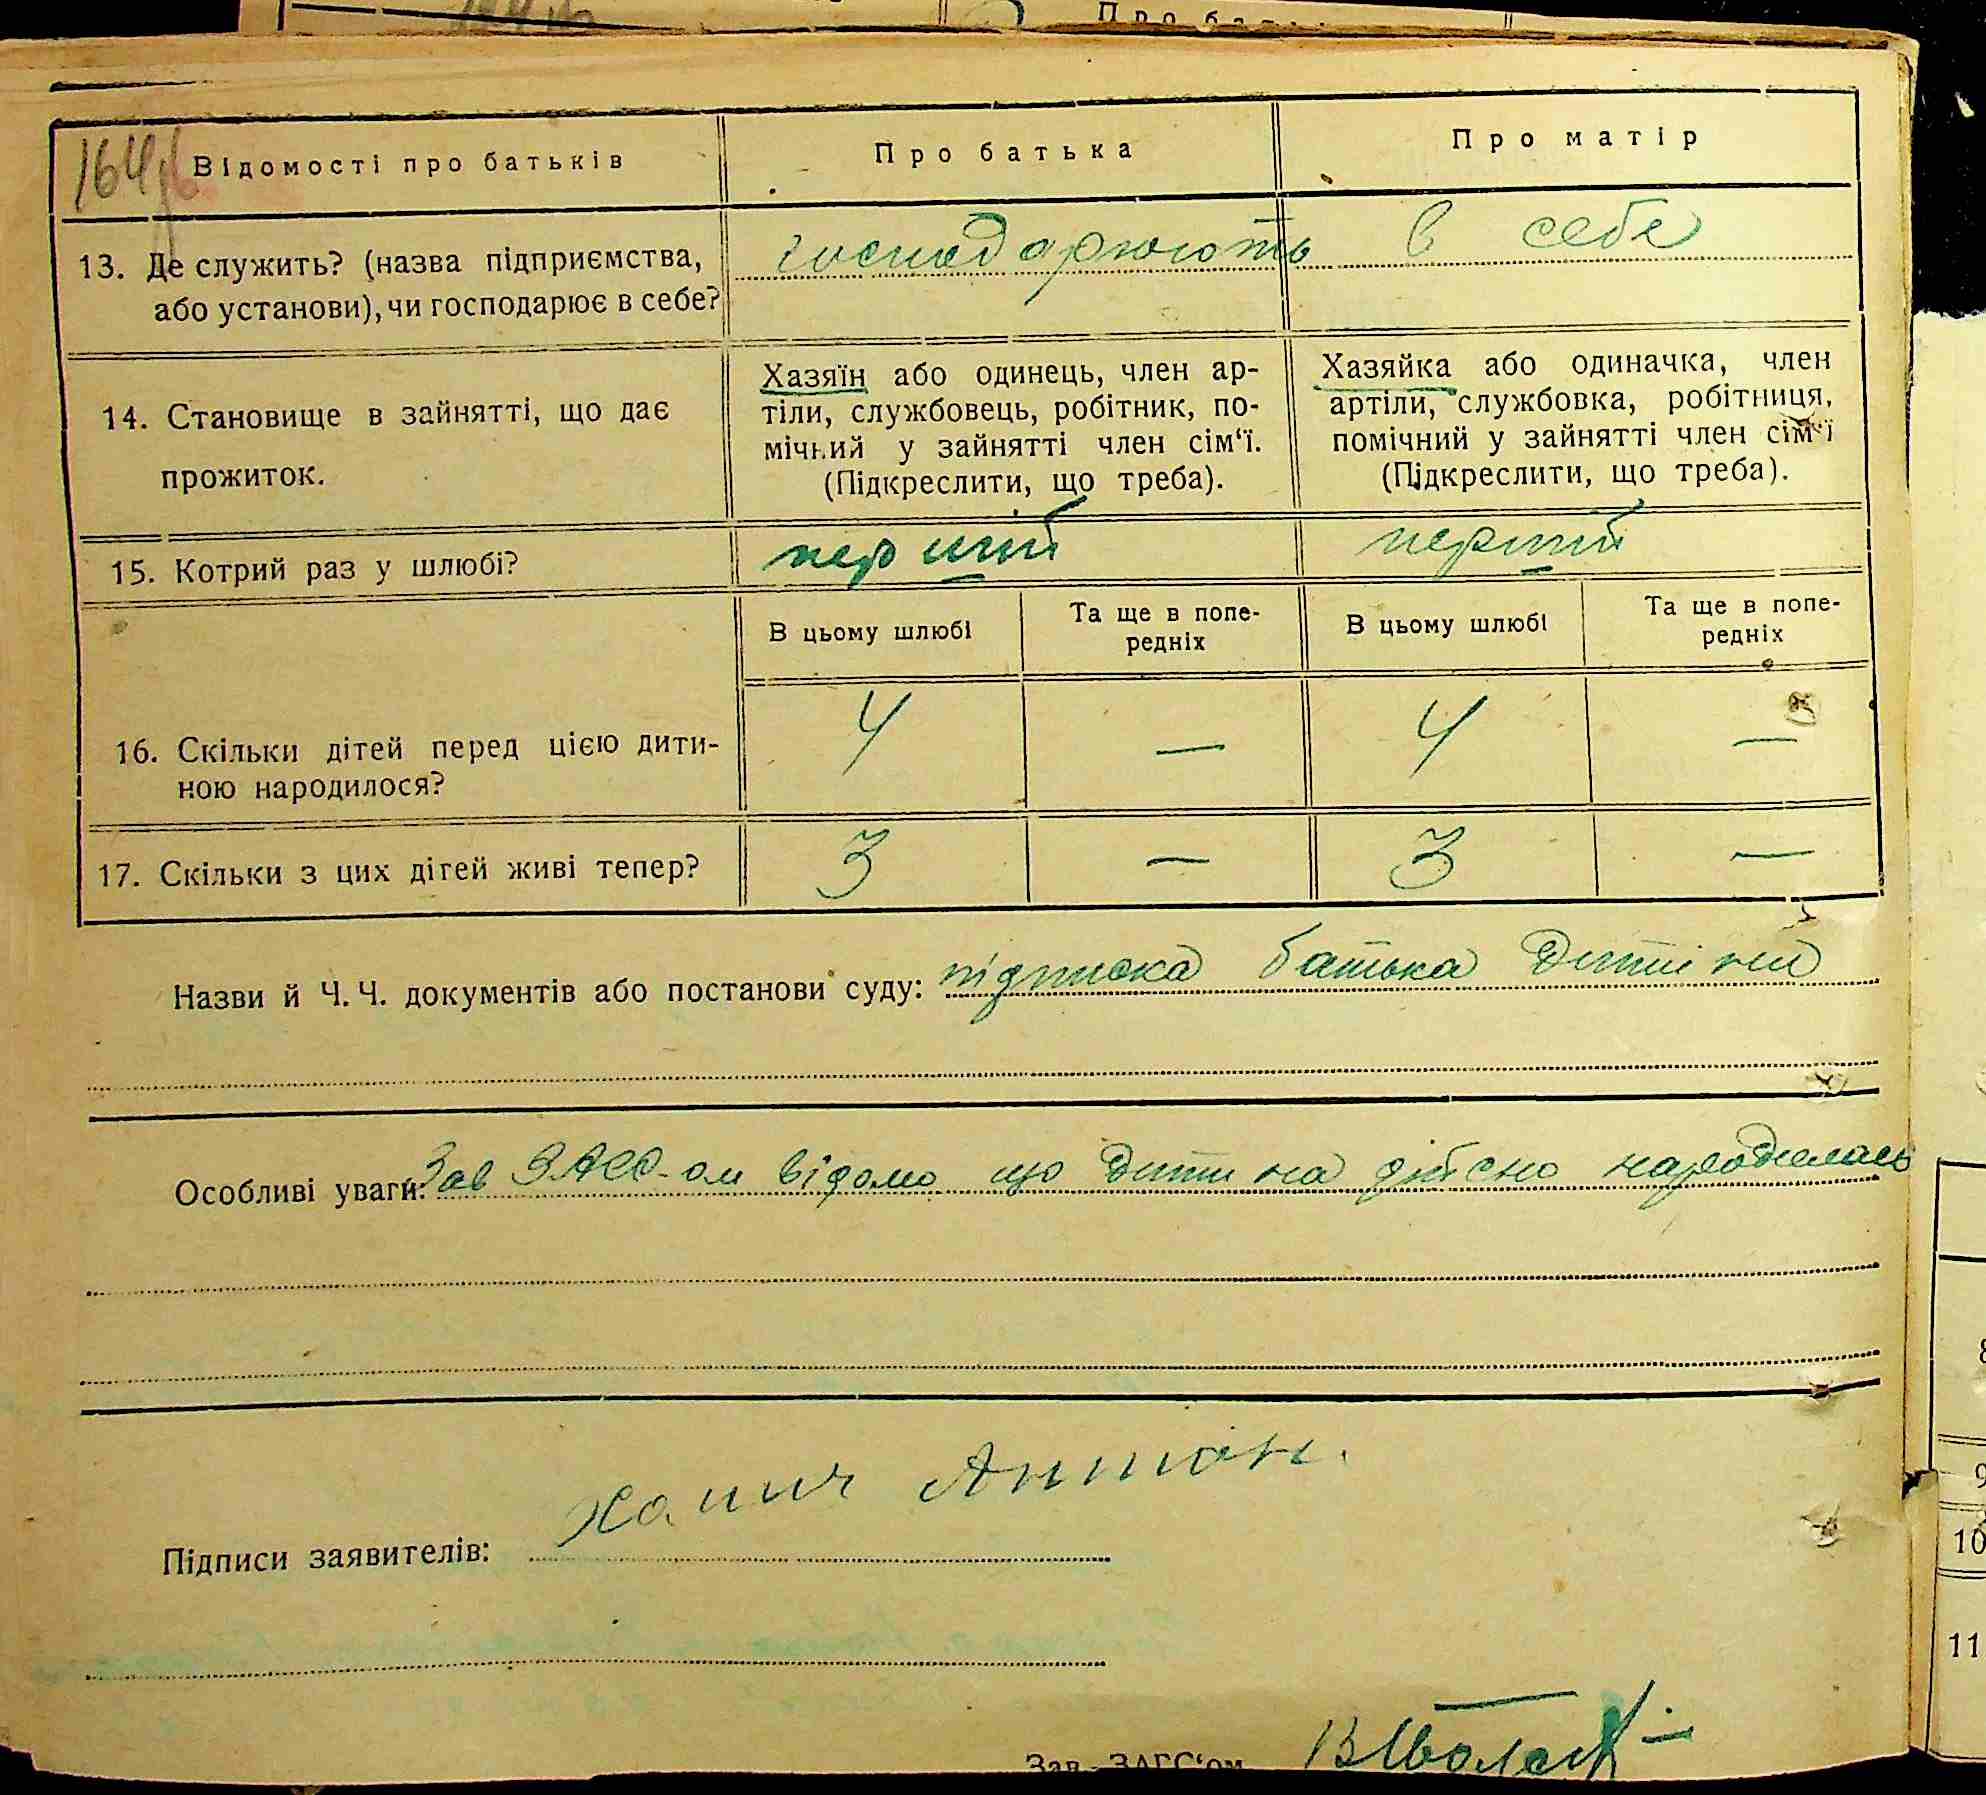 164
Відомості про батьків
Про батька
Про матір
13. Де служить? (назва підприємства,
або установи), чи господарює в себе?
господорюють в себе
14. Становище в зайнятті, що дає
прожиток.
Хазяїн або одинець, член ар-
тіли, службовець, робітник, по-
мічний у зайнятті член сім‘ї.
(Підкреслити, що треба).
Хазяйка або одиначка, член
артіли, службовка, робітниця,
помічний у зайнятті член сім‘ї
(Підкреслити, що треба).
15. Котрий раз у шлюбі?
перший
перший
В цьому шлюбі
Та ще в попе-
редніх
В цьому шлюбі
Та ще в попе-
редніх
16. Скільки дітей перед цією дити-
ною народилося?
4 — 4 —
17. Скільки з цих дітей живі тепер?
3 — 3 —
Назви й Ч. Ч. документів або постанови суду: підписка батька дитини
Особливі уваги: Зав ЗАГС-ом відомо що дитина дійсно народилась
Антон.
Підписи заявителів:
Зав. ЗАГС‘ом
8
9
10
11